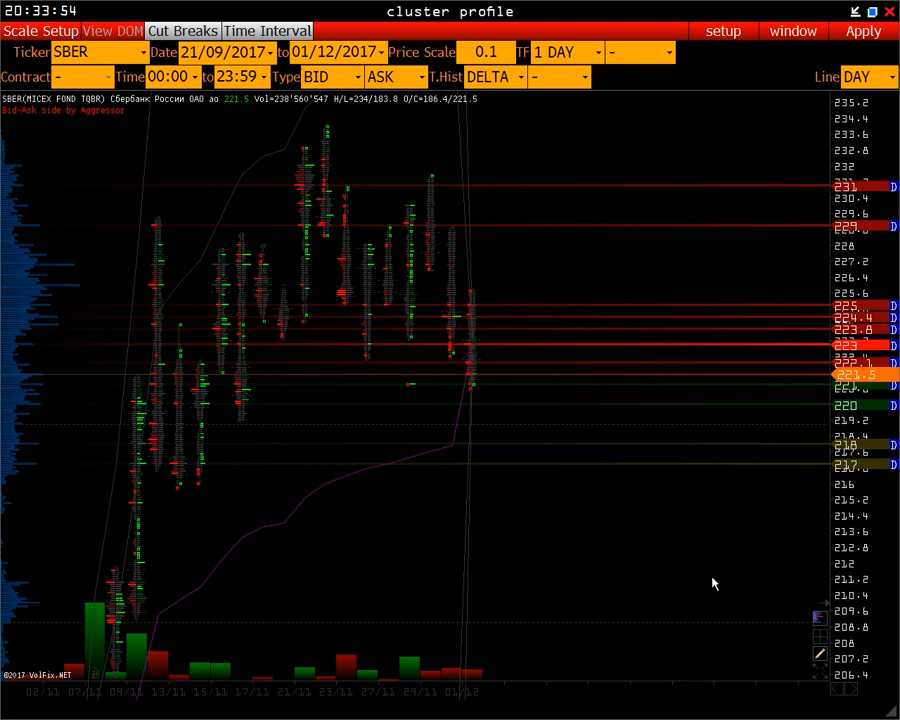 20:33:54 cluster profile
Scale Setup View DOM Cut Breaks Time Interval setup window Apply
Ticker SBER Date 21/09/2017 to 01/12/2017 Price Scale 0.1 TF 1 DAY -
Contract - Time 00:00 to 23:59 Type BID ASK T.Hist DELTA - Line DAY
SBER(MICEX FOND TQBR) Сбербанк России ОАО ао 221.5 Vol=238'560'547 H/L=234/183.8 O/C=186.4/221.5
Bid-Ask side by Aggressor
235.2
234.4
233.6
232.8
232
231 D
230.4
229.6
229 D
228
227.2
226.4
225.6
225 D
224.4 D
223.8 D
223 D
222.1 D
221.5
221 D
220 D
219.2
218.4
218 D
217.6
217 D
216
215.2
214.4
213.6
212.8
212
211.2
210.4
209.6
208.8
208
207.2
206.4
©2017 VolFix.NET
02/11 07/11 09/11 13/11 15/11 17/11 21/11 23/11 27/11 29/11 01/12